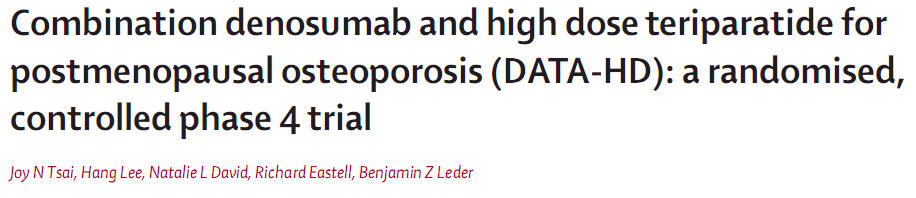 Combination denosumab and high dose teriparatide for
postmenopausal osteoporosis (DATA-HD): a randomised,
controlled phase 4 trial
Joy N Tsai, Hang Lee, Natalie L David, Richard Eastell, Benjamin Z Leder